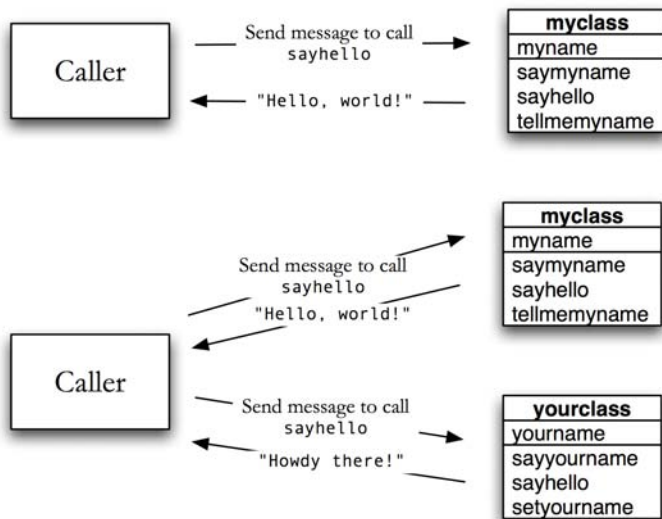 Caller
Send message to call
sayhello
"Hello, world!"
myclass
myname
saymyname
sayhello
tellmemyname
Caller
Send message to call
sayhello
"Hello, world!"
myclass
myname
saymyname
sayhello
tellmemyname
Send message to call
sayhello
"Howdy there!"
yourclass
yourname
sayyourname
sayhello
setyourname